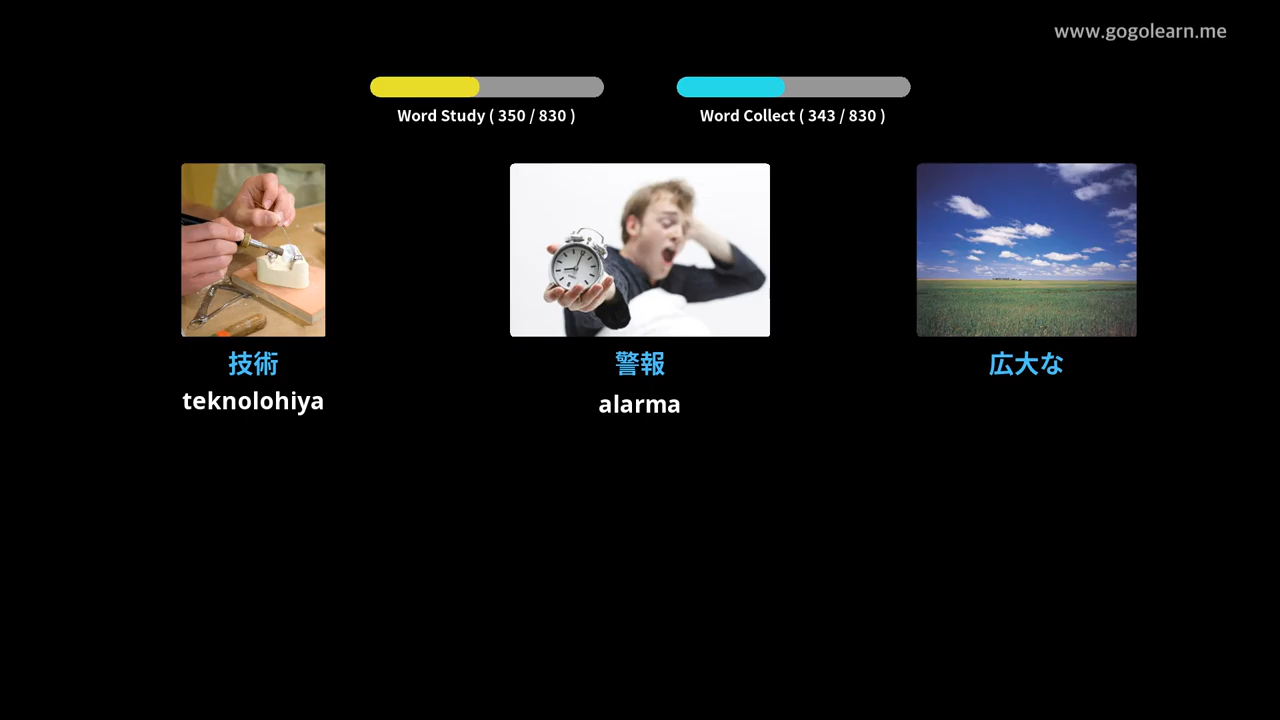 www.gogolearn.me
Word Study ( 350 / 830 )
Word Collect ( 343 / 830 )
技術
teknolohiya
警報
alarma
広大な